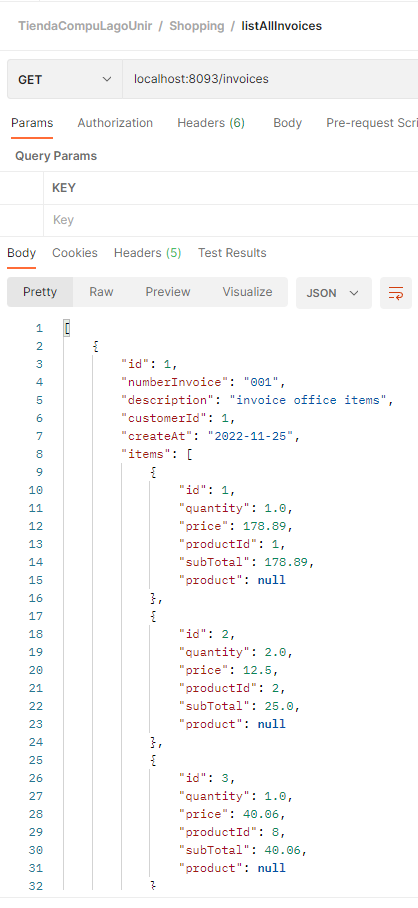 TiendaCompuLagoUnir / Shopping / listAllInvoices
GET localhost:8093/invoices
Params Authorization Headers (6) Body Pre-request Scri
Query Params
KEY
Key
Body Cookies Headers (5) Test Results
Pretty Raw Preview Visualize JSON
1 [
2 {
3 "id": 1,
4 "numberInvoice": "001",
5 "description": "invoice office items",
6 "customerId": 1,
7 "createAt": "2022-11-25",
8 "items": [
9 {
10 "id": 1,
11 "quantity": 1.0,
12 "price": 178.89,
13 "productId": 1,
14 "subTotal": 178.89,
15 "product": null
16 },
17 {
18 "id": 2,
19 "quantity": 2.0,
20 "price": 12.5,
21 "productId": 2,
22 "subTotal": 25.0,
23 "product": null
24 },
25 {
26 "id": 3,
27 "quantity": 1.0,
28 "price": 40.06,
29 "productId": 8,
30 "subTotal": 40.06,
31 "product": null
32 }